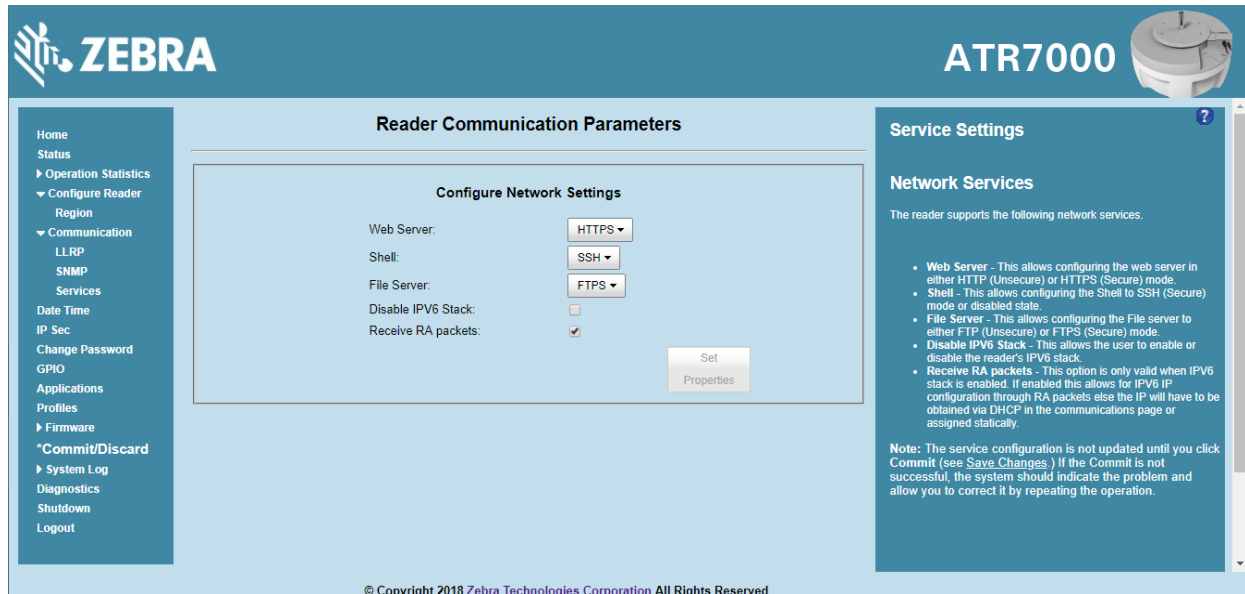 ZEBRA
ATR7000
Home
Status
Operation Statistics
Configure Reader
Region
Communication
LLRP
SNMP
Services
Date Time
IP Sec
Change Password
GPIO
Applications
Profiles
Firmware
*Commit/Discard
System Log
Diagnostics
Shutdown
Logout
Reader Communication Parameters
Configure Network Settings
Web Server: HTTPS
Shell: SSH
File Server: FTPS
Disable IPV6 Stack:
Receive RA packets:
Set
Properties
?
Service Settings
Network Services
The reader supports the following network services.
• Web Server - This allows configuring the web server in
either HTTP (Unsecure) or HTTPS (Secure) mode.
• Shell - This allows configuring the Shell to SSH (Secure)
mode or disabled state.
• File Server - This allows configuring the File server to
either FTP (Unsecure) or FTPS (Secure) mode.
• Disable IPV6 Stack - This allows the user to enable or
disable the reader's IPV6 stack.
• Receive RA packets - This option is only valid when IPV6
stack is enabled. If enabled this allows for IPV6 IP
configuration through RA packets else the IP will have to be
obtained via DHCP in the communications page or
assigned statically.
Note: The service configuration is not updated until you click
Commit (see Save Changes.) If the Commit is not
successful, the system should indicate the problem and
allow you to correct it by repeating the operation.
© Copyright 2018 Zebra Technologies Corporation All Rights Reserved